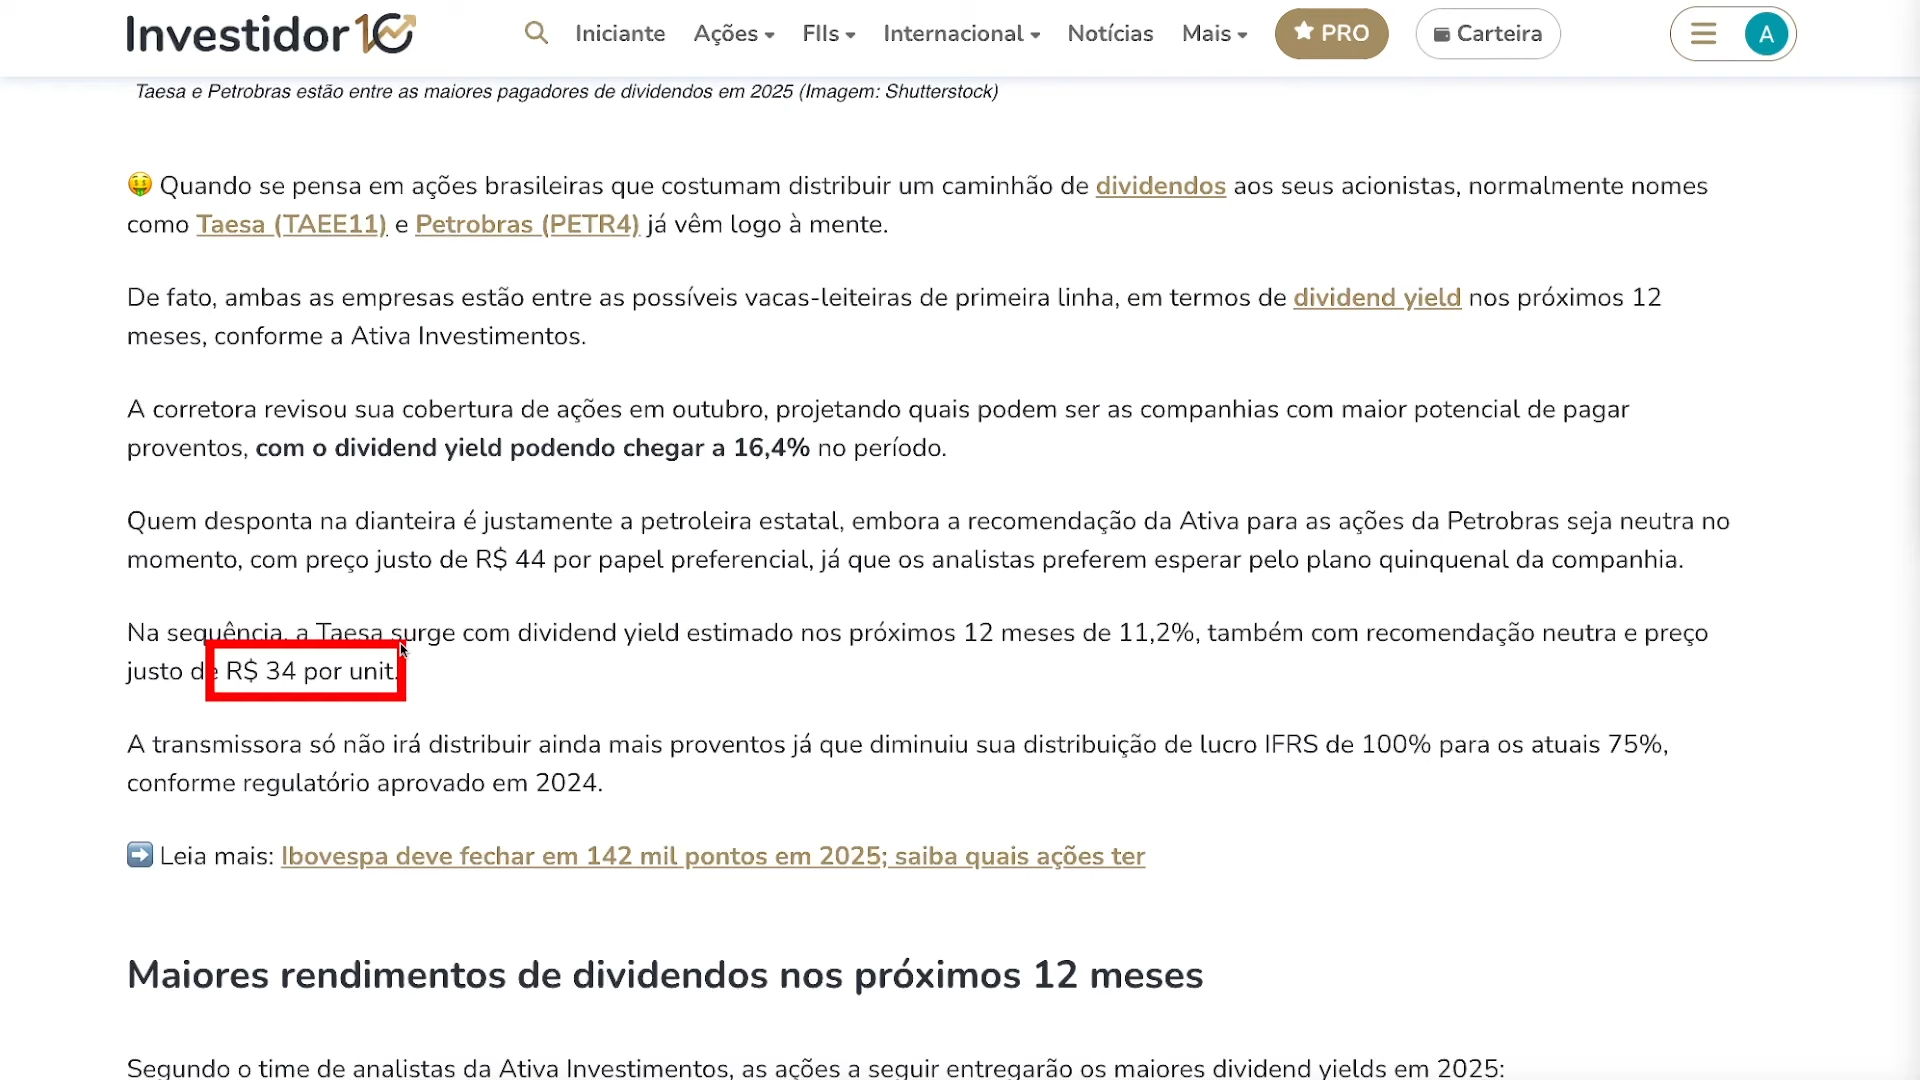 Investidor10
Iniciante Ações FIIs Internacional Notícias Mais PRO Carteira A
Taesa e Petrobras estão entre as maiores pagadores de dividendos em 2025 (Imagem: Shutterstock)
🤑 Quando se pensa em ações brasileiras que costumam distribuir um caminhão de dividendos aos seus acionistas, normalmente nomes
como Taesa (TAEE11) e Petrobras (PETR4) já vêm logo à mente.
De fato, ambas as empresas estão entre as possíveis vacas-leiteiras de primeira linha, em termos de dividend yield nos próximos 12
meses, conforme a Ativa Investimentos.
A corretora revisou sua cobertura de ações em outubro, projetando quais podem ser as companhias com maior potencial de pagar
proventos, com o dividend yield podendo chegar a 16,4% no período.
Quem desponta na dianteira é justamente a petroleira estatal, embora a recomendação da Ativa para as ações da Petrobras seja neutra no
momento, com preço justo de R$ 44 por papel preferencial, já que os analistas preferem esperar pelo plano quinquenal da companhia.
Na sequência, a Taesa surge com dividend yield estimado nos próximos 12 meses de 11,2%, também com recomendação neutra e preço
justo de R$ 34 por unit.
A transmissora só não irá distribuir ainda mais proventos já que diminuiu sua distribuição de lucro IFRS de 100% para os atuais 75%,
conforme regulatório aprovado em 2024.
➡️ Leia mais: Ibovespa deve fechar em 142 mil pontos em 2025; saiba quais ações ter
Maiores rendimentos de dividendos nos próximos 12 meses
Segundo o time de analistas da Ativa Investimentos, as ações a seguir entregarão os maiores dividend yields em 2025: